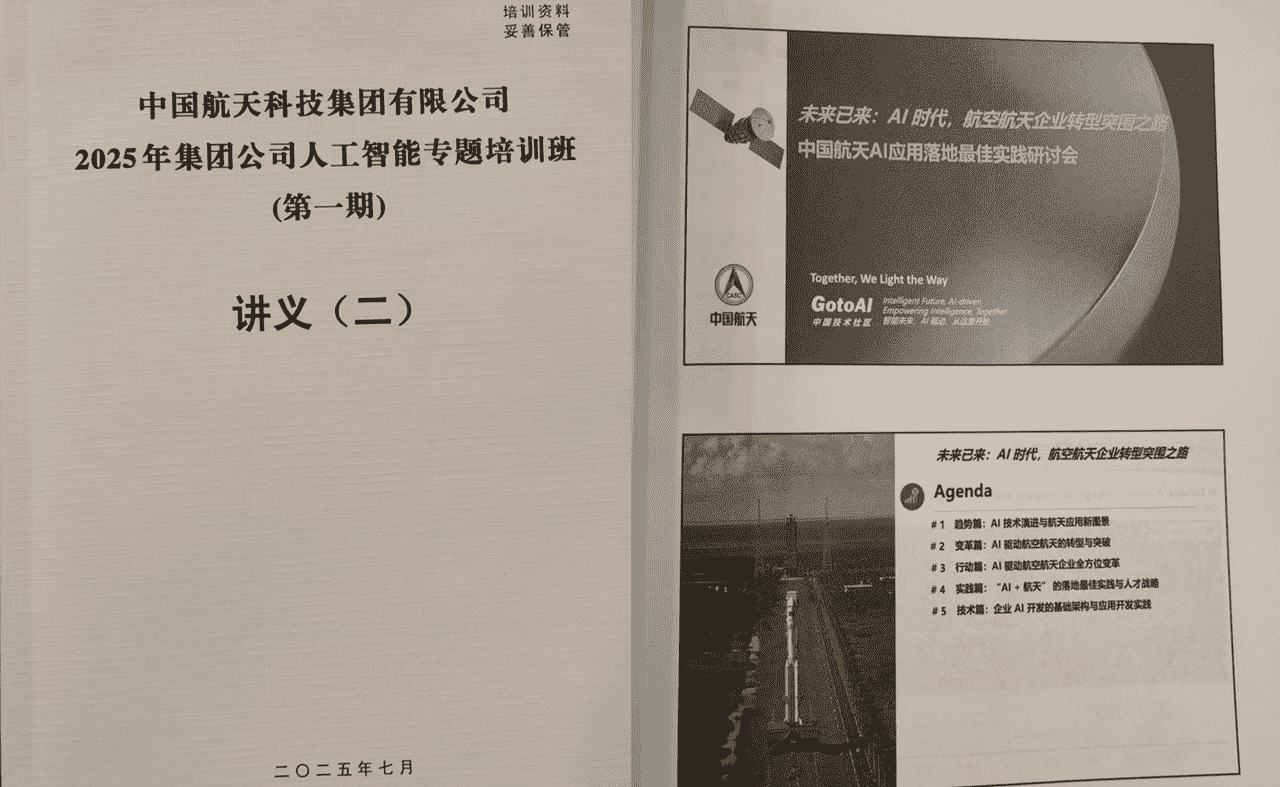 培训资料
妥善保管
中国航天科技集团有限公司
2025年集团公司人工智能专题培训班
(第一期)
讲义（二）
二〇二五年七月
未来已来：AI 时代，航空航天企业转型突围之路
中国航天AI应用落地最佳实践研讨会
CASC
中国航天
Together, We Light the Way
GotoAI
中国技术社区
Intelligent Future, AI-driven
Empowering Intelligence, Together
智能未来，AI 驱动，从这里开始
未来已来：AI 时代，航空航天企业转型突围之路
Agenda
# 1 趋势篇：AI 技术演进与航天应用新图景
# 2 变革篇：AI 驱动航空航天的转型与突破
# 3 行动篇：AI 驱动航空航天企业全方位变革
# 4 实践篇：“AI + 航天” 的落地最佳实践与人才战略
# 5 技术篇：企业 AI 开发的基础架构与应用开发实践